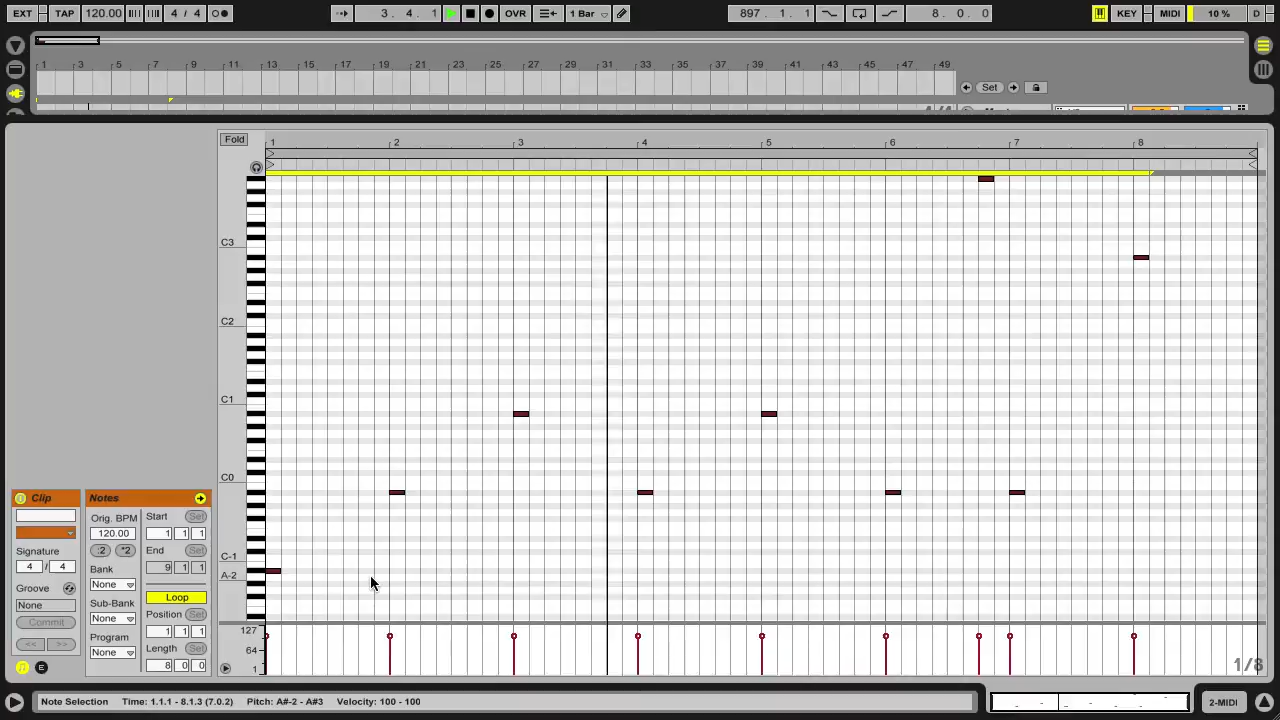 EXT TAP 120.00 4 / 4 3. 4. 1 OVR 1 Bar 897. 1. 1 8. 0. 0 KEY MIDI 10 % D
1 3 5 7 9 11 13 15 17 19 21 23 25 27 29 31 33 35 37 39 41 43 45 47 49
Set
Fold 1 2 3 4 5 6 7 8
C3
C2
C1
C0
C-1
A-2
Clip
Signature
4 / 4
Groove
None
Commit
<< >>
E
Notes
Orig. BPM
120.00
:2 *2
Bank
None
Sub-Bank
None
Program
None
Start Set
1 1 1
End Set
9 1 1
Loop
Position Set
1 1 1
Length Set
8 0 0
127
64
1
1/8
Note Selection Time: 1.1.1 - 8.1.3 (7.0.2) Pitch: A#-2 - A#3 Velocity: 100 - 100
2-MIDI